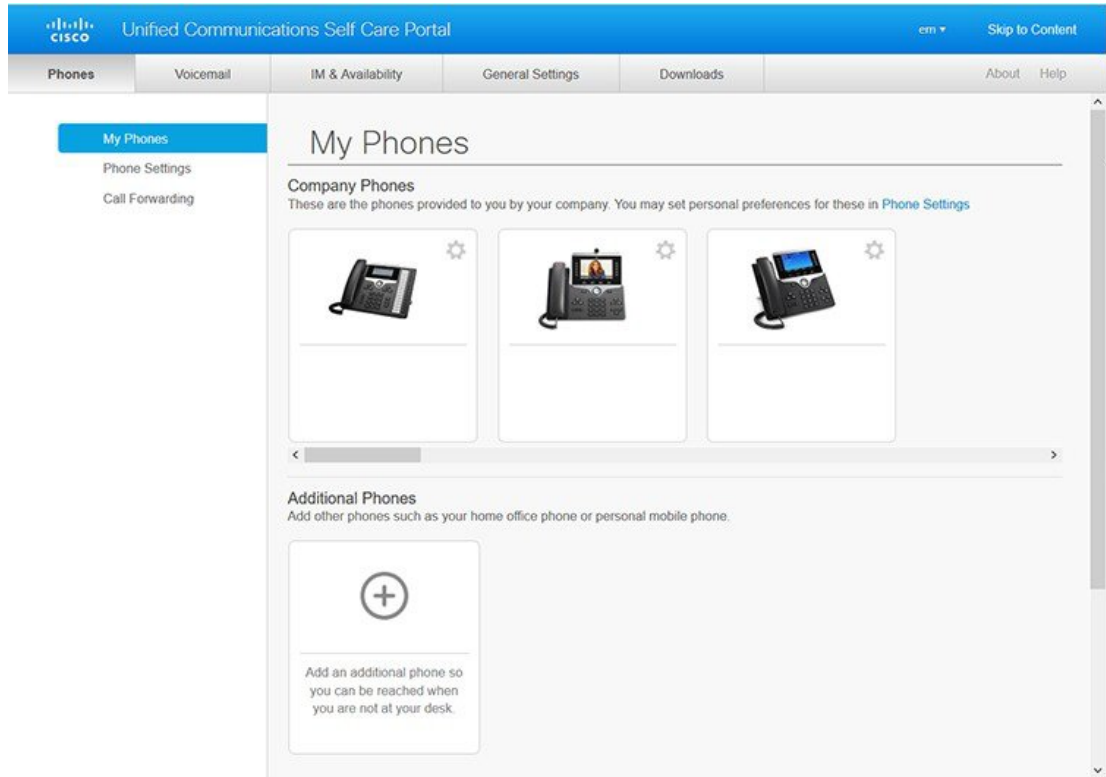 CISCO
Unified Communications Self Care Portal
em ▾
Skip to Content
Phones
Voicemail
IM & Availability
General Settings
Downloads
About
Help
My Phones
Phone Settings
Call Forwarding
My Phones
Company Phones
These are the phones provided to you by your company. You may set personal preferences for these in Phone Settings
Additional Phones
Add other phones such as your home office phone or personal mobile phone.
Add an additional phone so
you can be reached when
you are not at your desk.